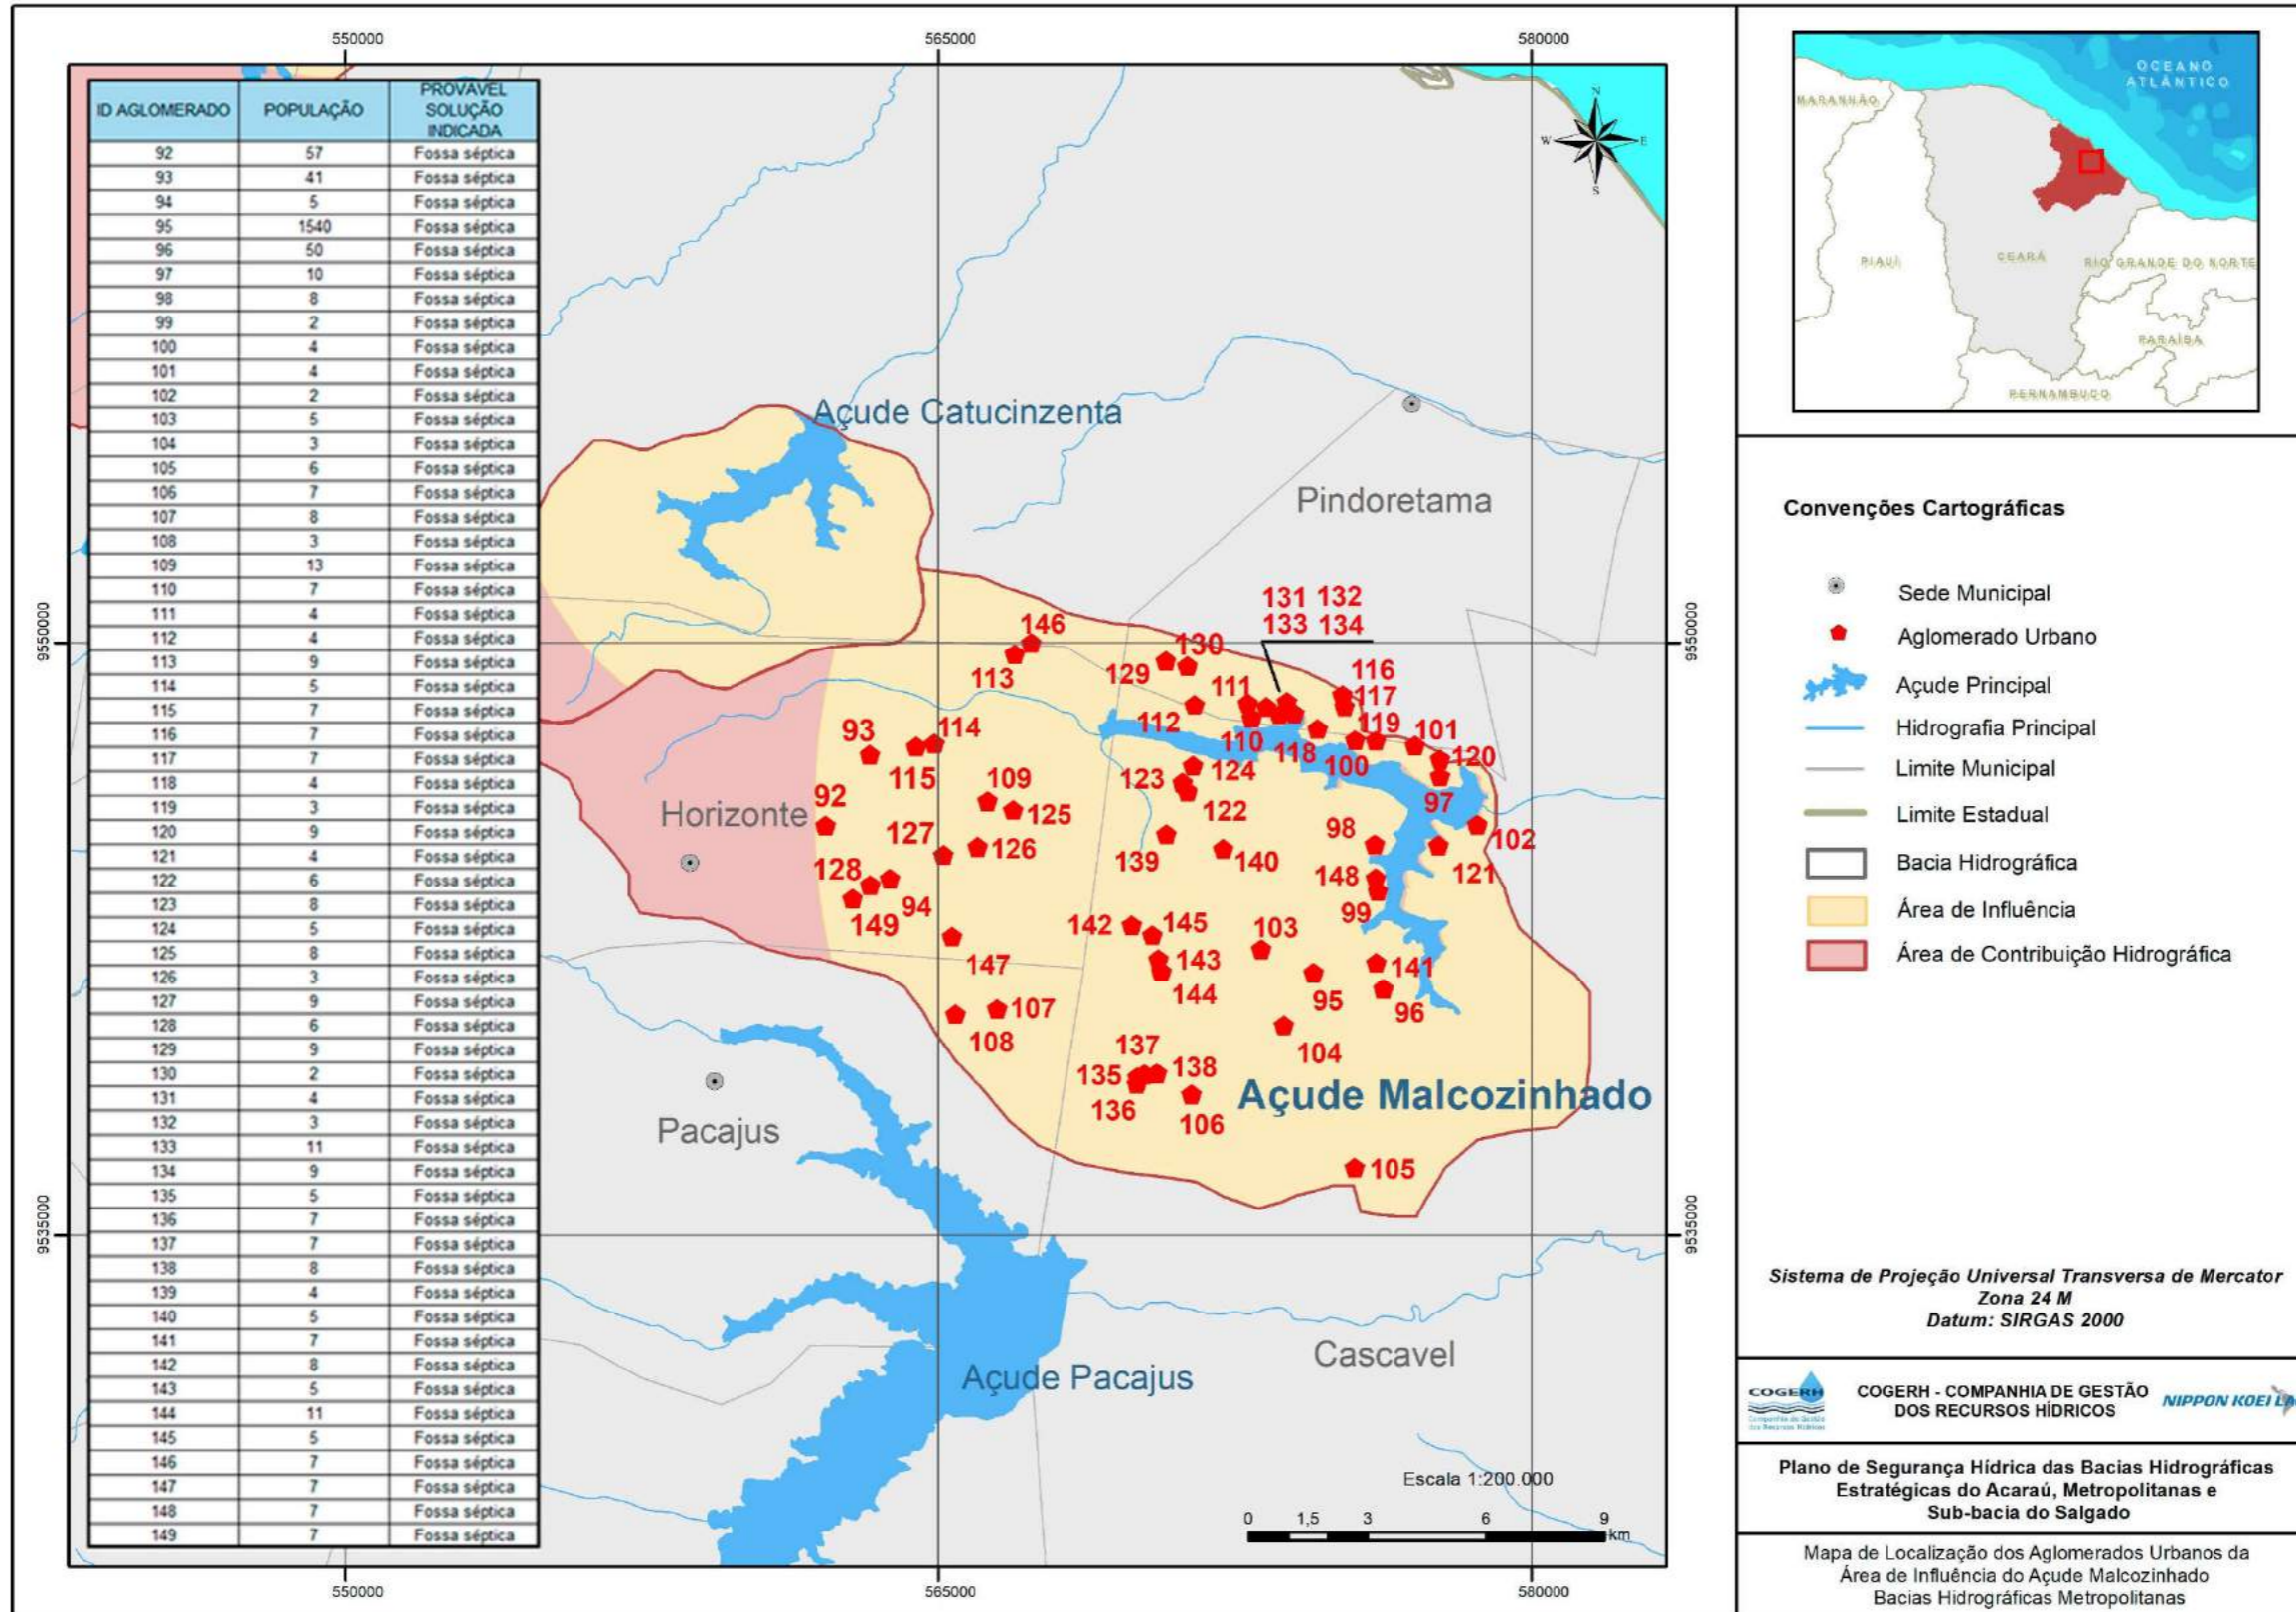 550000
565000
580000
ID AGLOMERADO POPULAÇÃO PROVÁVEL SOLUÇÃO INDICADA
92 57 Fossa séptica
93 41 Fossa séptica
94 5 Fossa séptica
95 1540 Fossa séptica
96 50 Fossa séptica
97 10 Fossa séptica
98 8 Fossa séptica
99 2 Fossa séptica
100 4 Fossa séptica
101 4 Fossa séptica
102 2 Fossa séptica
103 5 Fossa séptica
104 3 Fossa séptica
105 6 Fossa séptica
106 7 Fossa séptica
107 8 Fossa séptica
108 3 Fossa séptica
109 13 Fossa séptica
110 7 Fossa séptica
111 4 Fossa séptica
112 4 Fossa séptica
113 9 Fossa séptica
114 5 Fossa séptica
115 7 Fossa séptica
116 7 Fossa séptica
117 7 Fossa séptica
118 4 Fossa séptica
119 3 Fossa séptica
120 9 Fossa séptica
121 4 Fossa séptica
122 6 Fossa séptica
123 8 Fossa séptica
124 5 Fossa séptica
125 8 Fossa séptica
126 3 Fossa séptica
127 9 Fossa séptica
128 6 Fossa séptica
129 9 Fossa séptica
130 2 Fossa séptica
131 4 Fossa séptica
132 3 Fossa séptica
133 11 Fossa séptica
134 9 Fossa séptica
135 5 Fossa séptica
136 7 Fossa séptica
137 7 Fossa séptica
138 8 Fossa séptica
139 4 Fossa séptica
140 5 Fossa séptica
141 7 Fossa séptica
142 8 Fossa séptica
143 5 Fossa séptica
144 11 Fossa séptica
145 5 Fossa séptica
146 7 Fossa séptica
147 7 Fossa séptica
148 7 Fossa séptica
149 7 Fossa séptica
N
W E
S
Açude Catucinzenta
Pindoretama
9550000
9550000
131 132
133 134
146
130
113
129
116
111
117
112
93
114
110
119
101
118
120
115
123
124
100
109
92
97
Horizonte
125
122
98
127
102
126
139
140
128
148
121
94
99
149
142
145
103
147
143
141
144
95
96
107
108
104
137
135
138
136
106
Açude Malcozinhado
Pacajus
105
9535000
9535000
Cascavel
Açude Pacajus
Escala 1:200.000
0 1,5 3 6 9
km
550000
565000
580000
OCEANO
ATLÂNTICO
MARANHÃO
PIAUÍ
CEARÁ
RIO GRANDE DO NORTE
PARAÍBA
PERNAMBUCO
Convenções Cartográficas
Sede Municipal
Aglomerado Urbano
Açude Principal
Hidrografia Principal
Limite Municipal
Limite Estadual
Bacia Hidrográfica
Área de Influência
Área de Contribuição Hidrográfica
Sistema de Projeção Universal Transversa de Mercator
Zona 24 M
Datum: SIRGAS 2000
COGERH
Companhia de Gestão
dos Recursos Hídricos
COGERH - COMPANHIA DE GESTÃO
DOS RECURSOS HÍDRICOS
NIPPON KOEI
Plano de Segurança Hídrica das Bacias Hidrográficas
Estratégicas do Acaraú, Metropolitanas e
Sub-bacia do Salgado
Mapa de Localização dos Aglomerados Urbanos da
Área de Influência do Açude Malcozinhado
Bacias Hidrográficas Metropolitanas